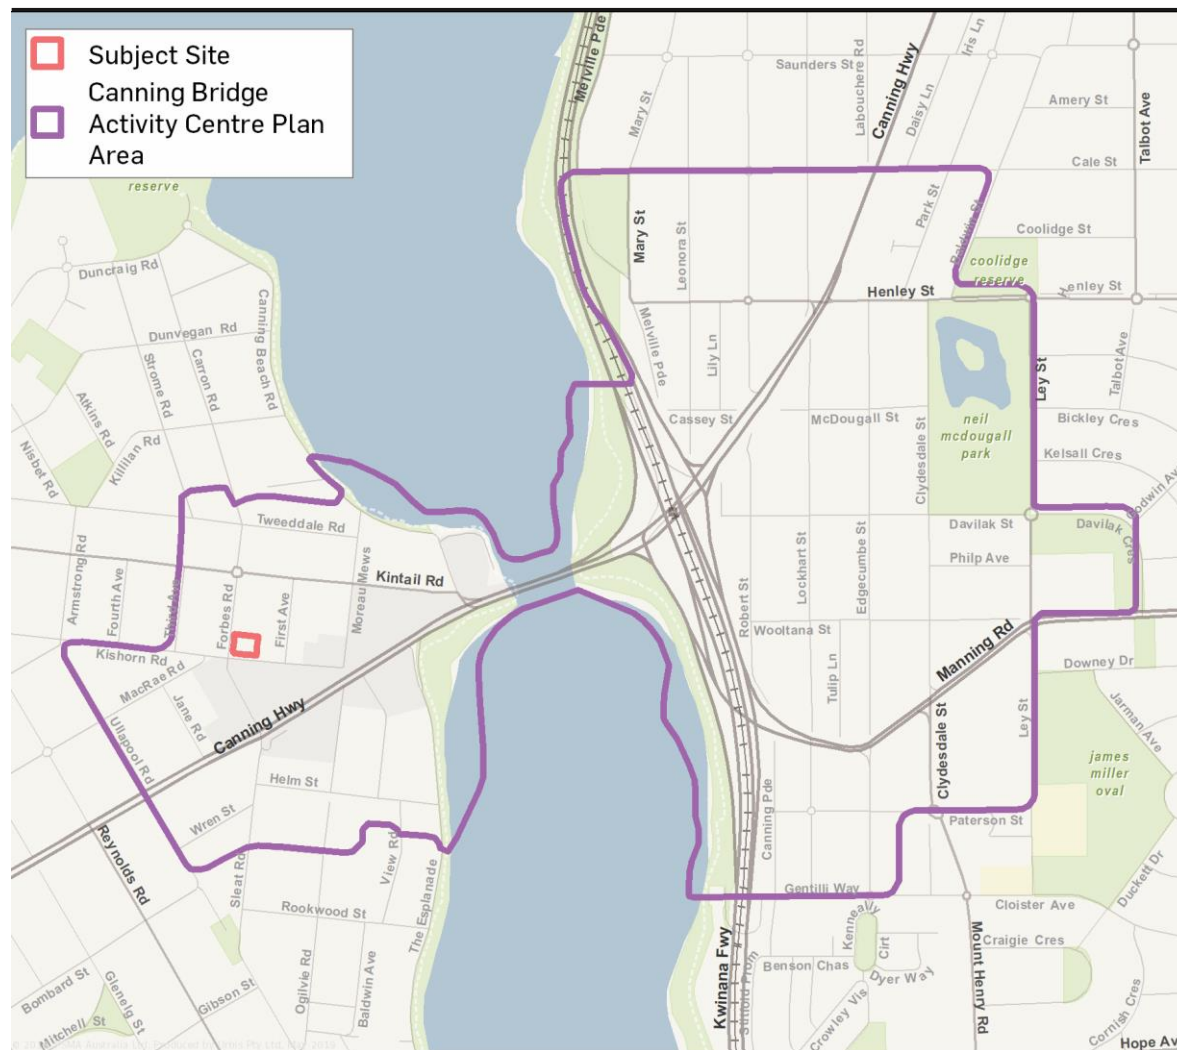 Subject Site
Canning Bridge
Activity Centre Plan
Area
Melville Pde
Saunders St
Labouchere Rd
Canning Hwy
Iris Ln
Daisy Ln
Mary St
Amery St
Talbot Ave
Cale St
reserve
Park St
Baldwin St
Mary St
Leonora St
Coolidge St
coolidge
reserve
Duncraig Rd
Henley St
Henley St
Canning Beach Rd
Dunvegan Rd
Strome Rd
Carron Rd
Melville Pde
Lily Ln
Talbot Ave
Ley St
Atkins Rd
Cassey St
McDougall St
Bickley Cres
neil
mcdougall
park
Nisbet Rd
Killilan Rd
Clydesdale St
Kelsall Cres
Godwin Av
Tweeddale Rd
Davilak St
Davilak Cres
Armstrong Rd
Fourth Ave
Third Ave
Forbes Rd
First Ave
Moreau Mews
Kintail Rd
Philp Ave
Lockhart St
Edgecumbe St
Robert St
Wooltana St
Kishorn Rd
MacRae Rd
Manning Rd
Downey Dr
Tulip Ln
Jane Rd
Ullapool Rd
Canning Hwy
Ley St
Jarman Ave
Clydesdale St
james
miller
oval
Helm St
Wren St
Canning Pde
Paterson St
Reynolds Rd
Sleat Rd
View Rd
The Esplanade
Gentilli Way
Duckett Dr
Rookwood St
Cloister Ave
Kenneally
Cirt
Craigie Cres
Kwinana Fwy
Benson Chas
Dyer Way
Mount Henry Rd
Bombard St
Glenelg St
Gibson St
Ogilvie Rd
Baldwin Ave
Crowley Vis
Cornish Cres
Mitchell St
Hope Av